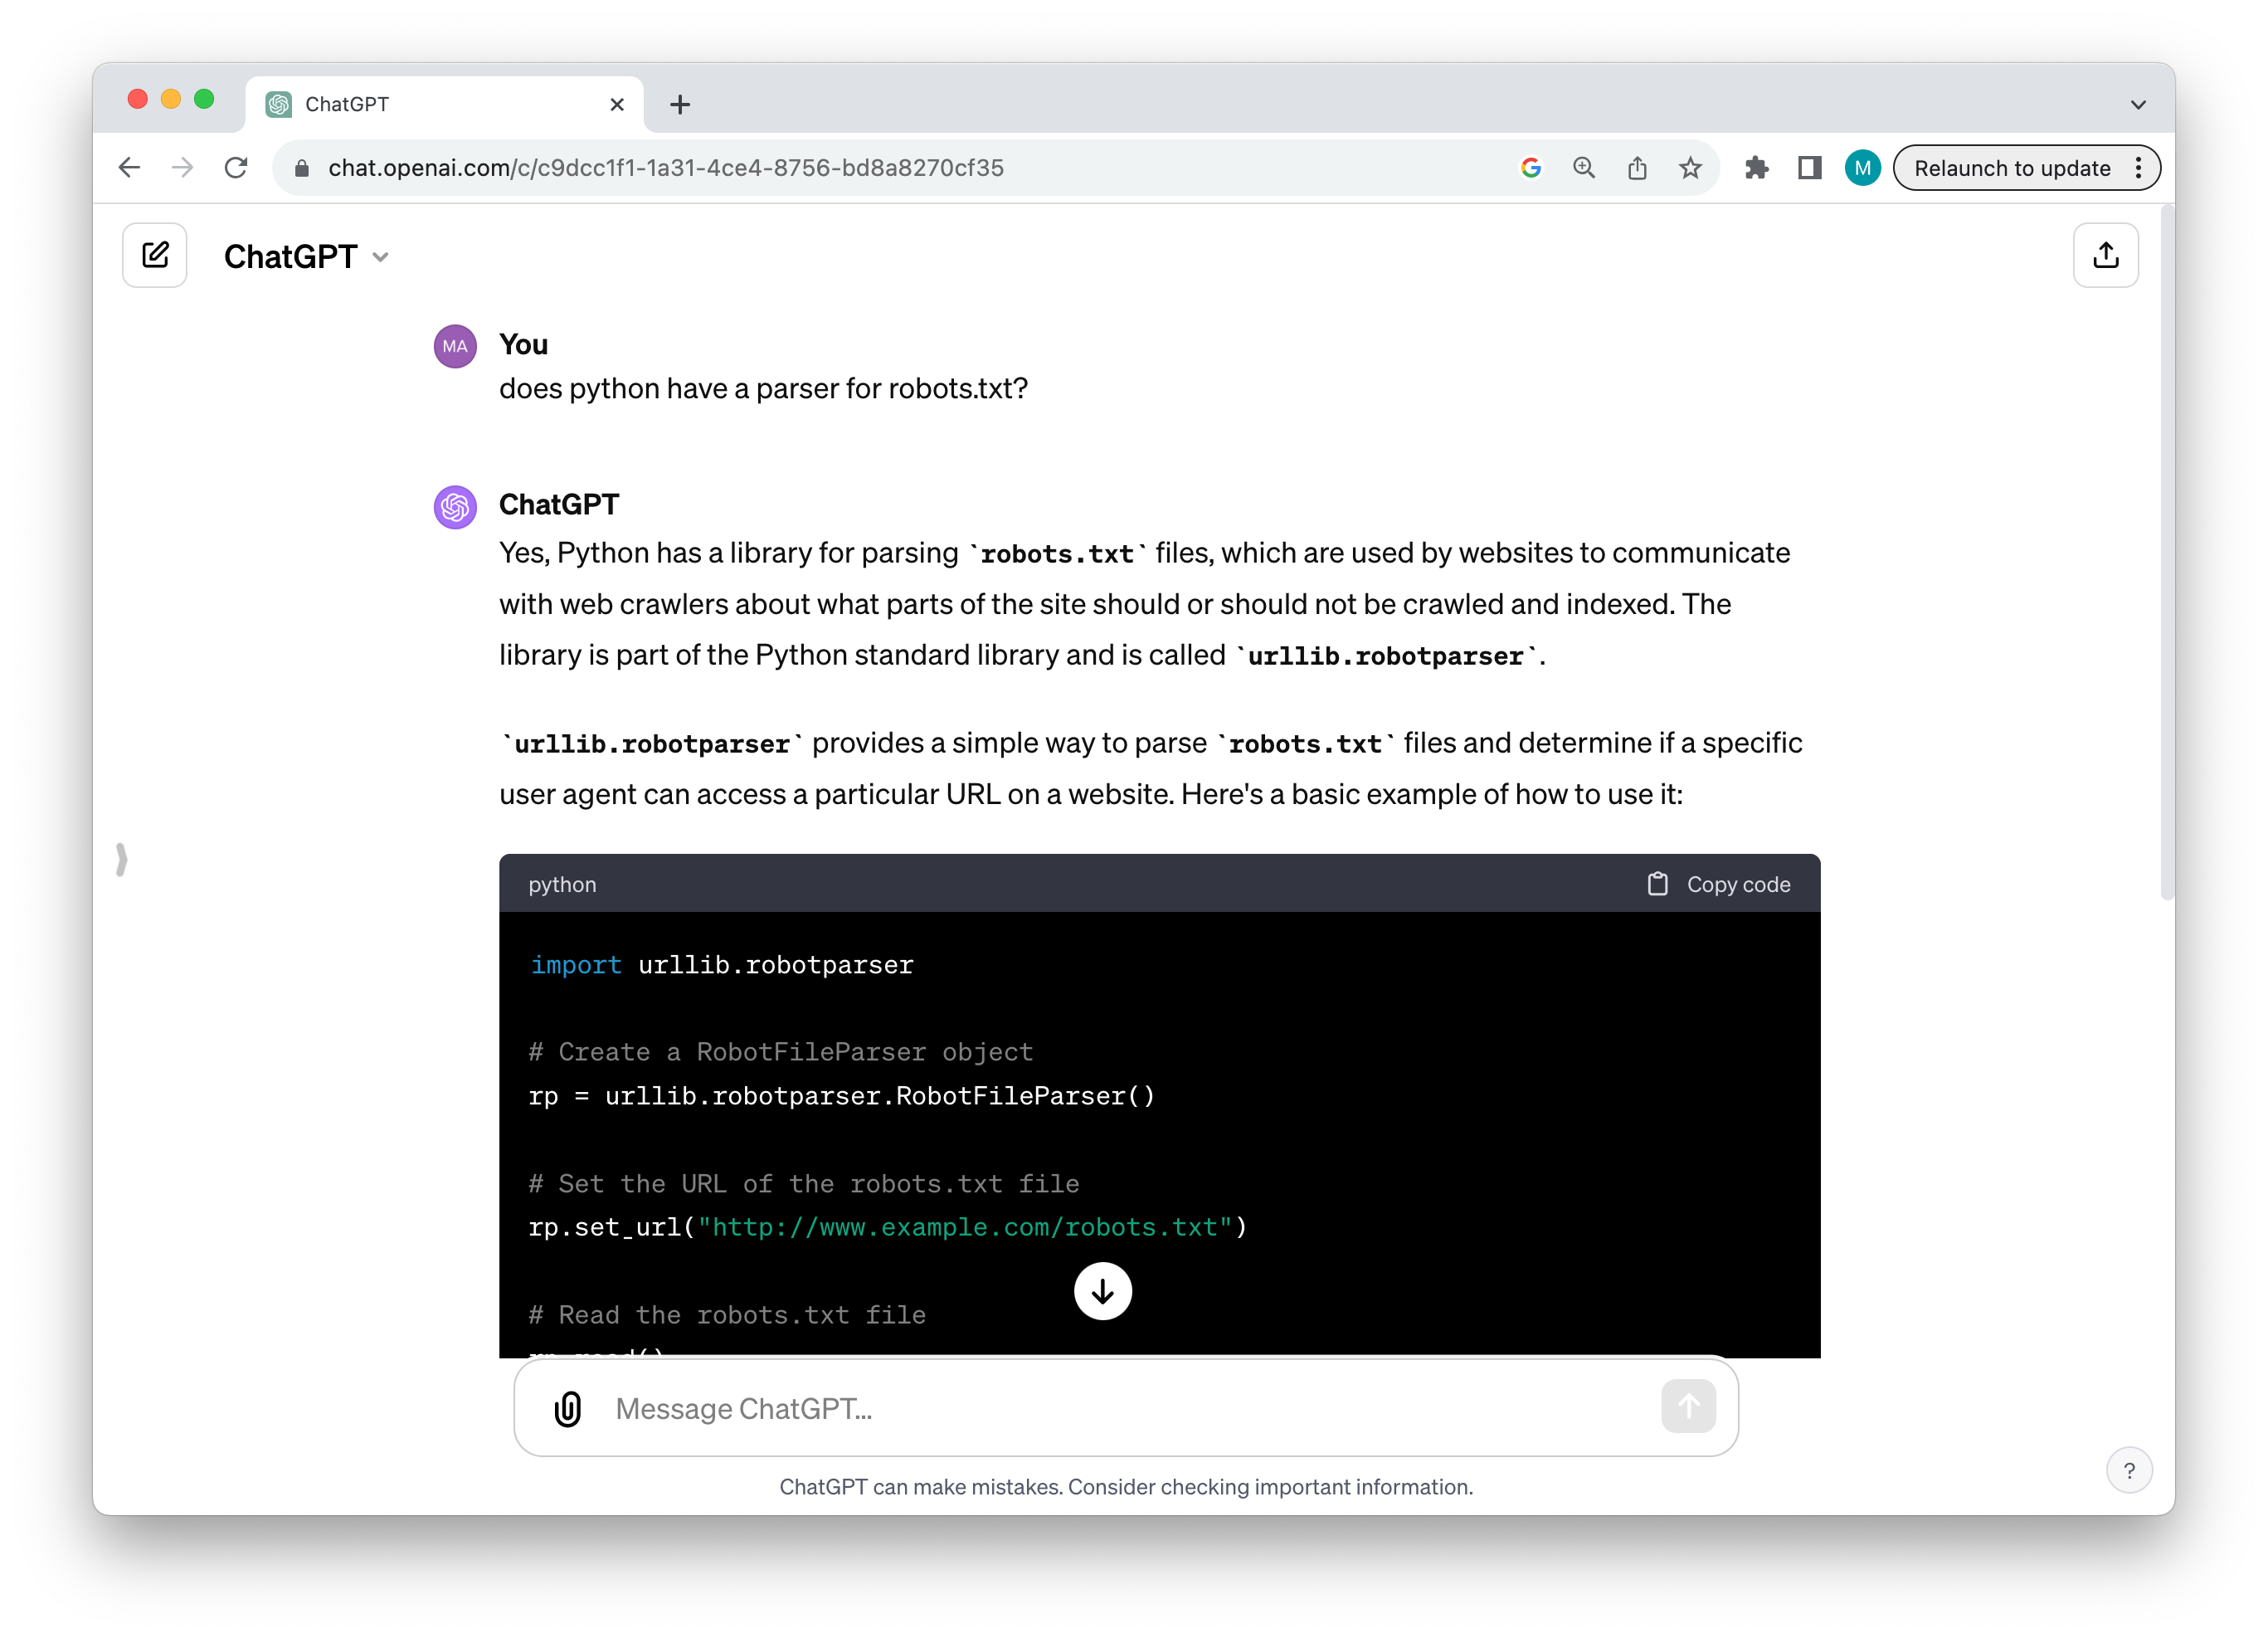 ChatGPT
chat.openai.com/c/c9dcc1f1-1a31-4ce4-8756-bd8a8270cf35
M
Relaunch to update
ChatGPT
MA
You
does python have a parser for robots.txt?
ChatGPT
Yes, Python has a library for parsing `robots.txt` files, which are used by websites to communicate
with web crawlers about what parts of the site should or should not be crawled and indexed. The
library is part of the Python standard library and is called `urllib.robotparser`.
`urllib.robotparser` provides a simple way to parse `robots.txt` files and determine if a specific
user agent can access a particular URL on a website. Here's a basic example of how to use it:
python
Copy code
import urllib.robotparser
# Create a RobotFileParser object
rp = urllib.robotparser.RobotFileParser()
# Set the URL of the robots.txt file
rp.set_url("http://www.example.com/robots.txt")
# Read the robots.txt file
rp.read()
Message ChatGPT…
ChatGPT can make mistakes. Consider checking important information.
?